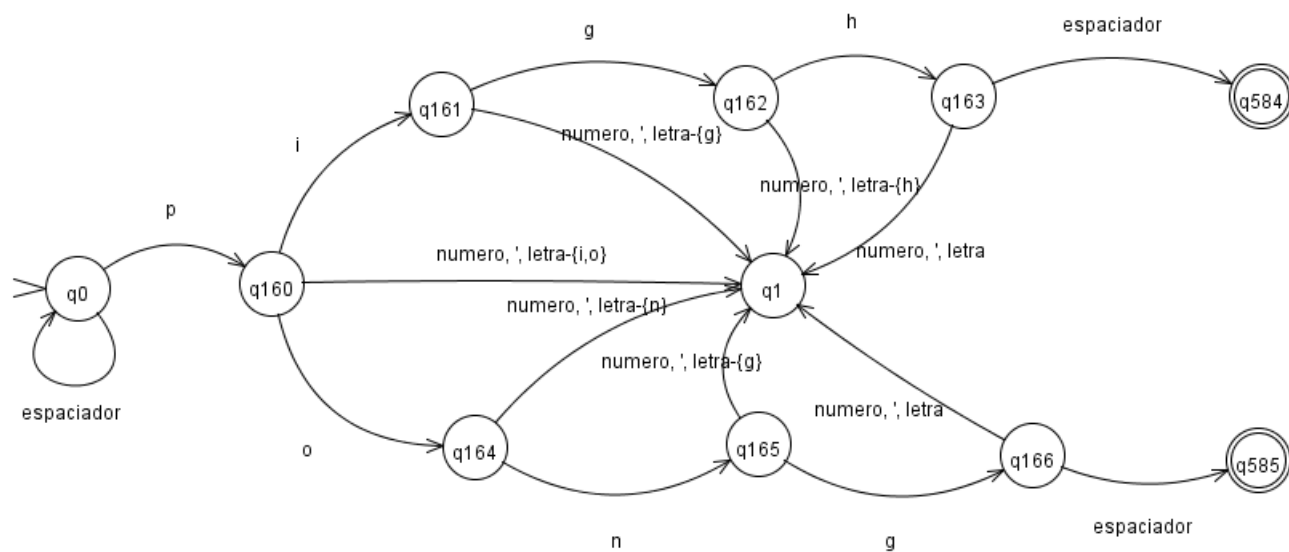 g
h
espaciador
q161
q162
q163
q584
numero, ', letra-{g}
i
numero, ', letra-{h}
p
numero, ', letra-{i,o}
numero, ', letra
q0
q160
q1
numero, ', letra-{n}
numero, ', letra-{g}
espaciador
numero, ', letra
o
q164
q165
q166
q585
n
g
espaciador